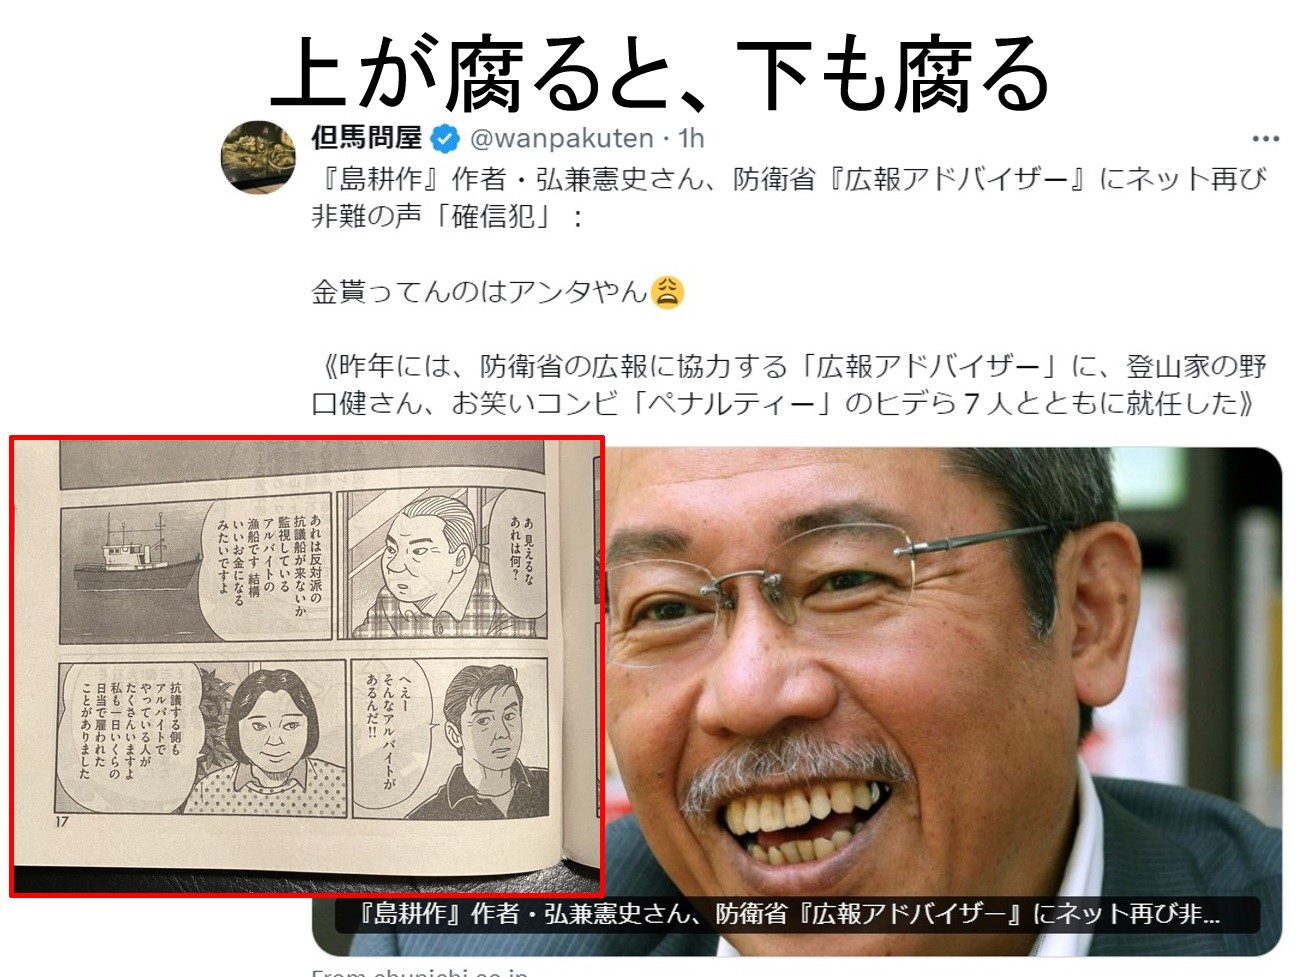 上が腐ると、下も腐る
但馬問屋 @wanpakuten · 1h
『島耕作』作者・弘兼憲史さん、防衛省『広報アドバイザー』にネット再び
非難の声「確信犯」：
金貰ってんのはアンタやん😩
《昨年には、防衛省の広報に協力する「広報アドバイザー」に、登山家の野
口健さん、お笑いコンビ「ペナルティー」のヒデら７人とともに就任した》
あ 見えるな
あれは何?
あれは反対派の
抗議船が来ないか
監視している
アルバイトの
漁船です 結構
いいお金になる
みたいですよ
へえー
そんなアルバイトが
あるんだ!!
抗議する側も
アルバイトで
やっている人が
たくさんいますよ
私も一日いくらの
日当で雇われた
ことがありました
17
『島耕作』作者・弘兼憲史さん、防衛省『広報アドバイザー』にネット再び非...
From chunichi.co.jp